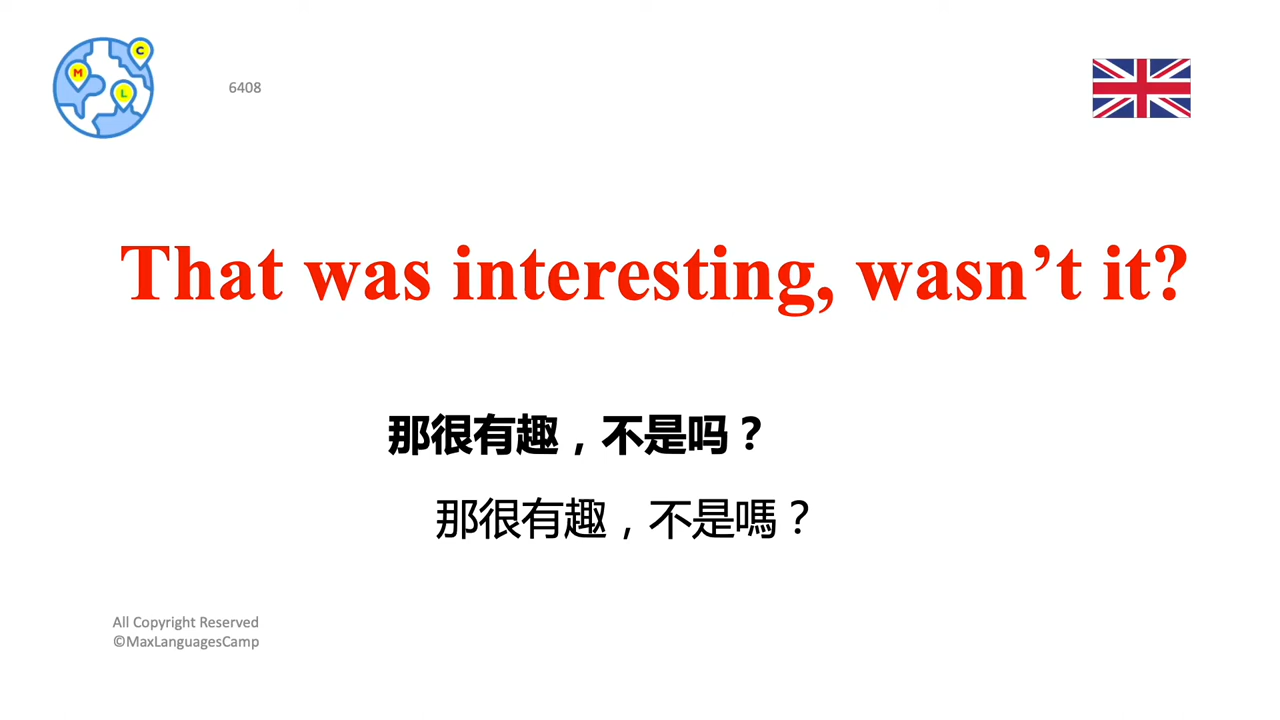 C
M
L
6408
That was interesting, wasn’t it?
那很有趣，不是吗？
那很有趣，不是嗎？
All Copyright Reserved
©MaxLanguagesCamp